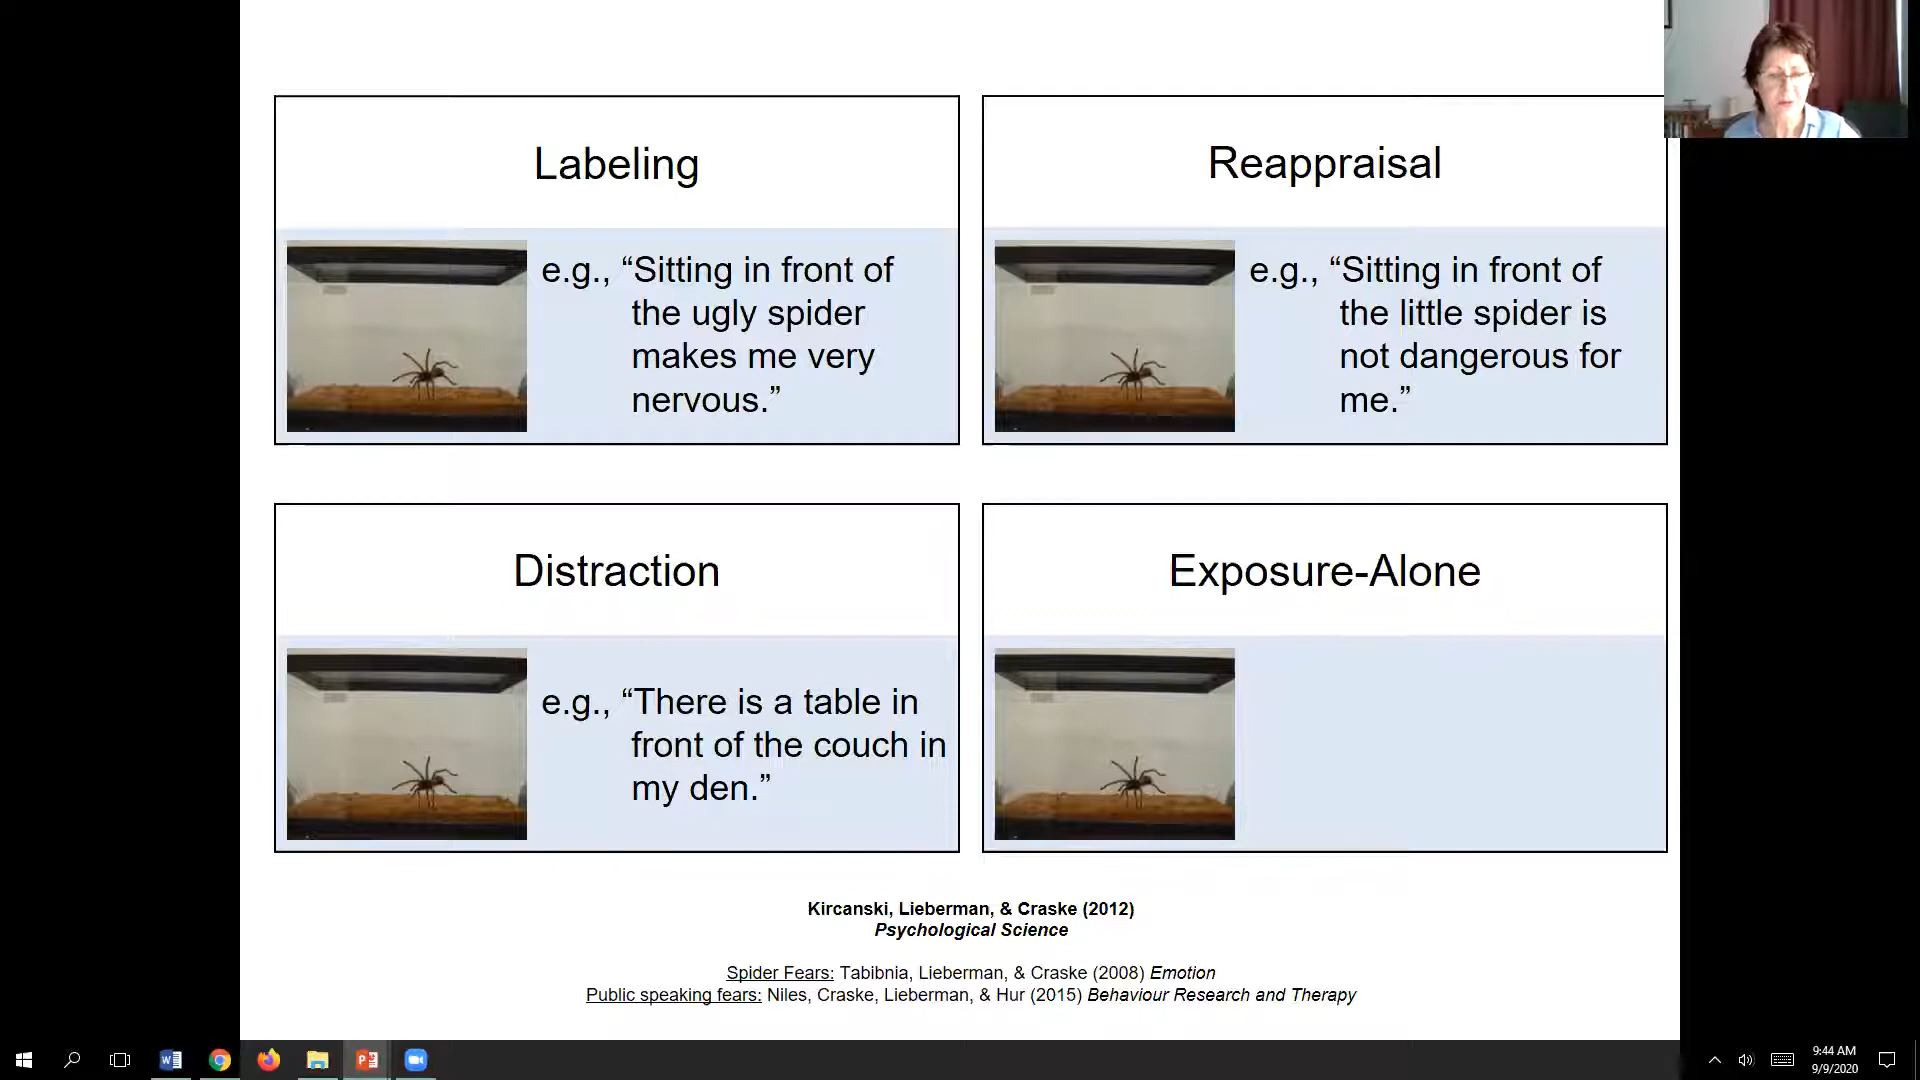 Labeling
e.g., “Sitting in front of
the ugly spider
makes me very
nervous.”
Reappraisal
e.g., “Sitting in front of
the little spider is
not dangerous for
me.”
Distraction
e.g., “There is a table in
front of the couch in
my den.”
Exposure-Alone
Kircanski, Lieberman, & Craske (2012)
Psychological Science
Spider Fears: Tabibnia, Lieberman, & Craske (2008) Emotion
Public speaking fears: Niles, Craske, Lieberman, & Hur (2015) Behaviour Research and Therapy
9:44 AM
9/9/2020